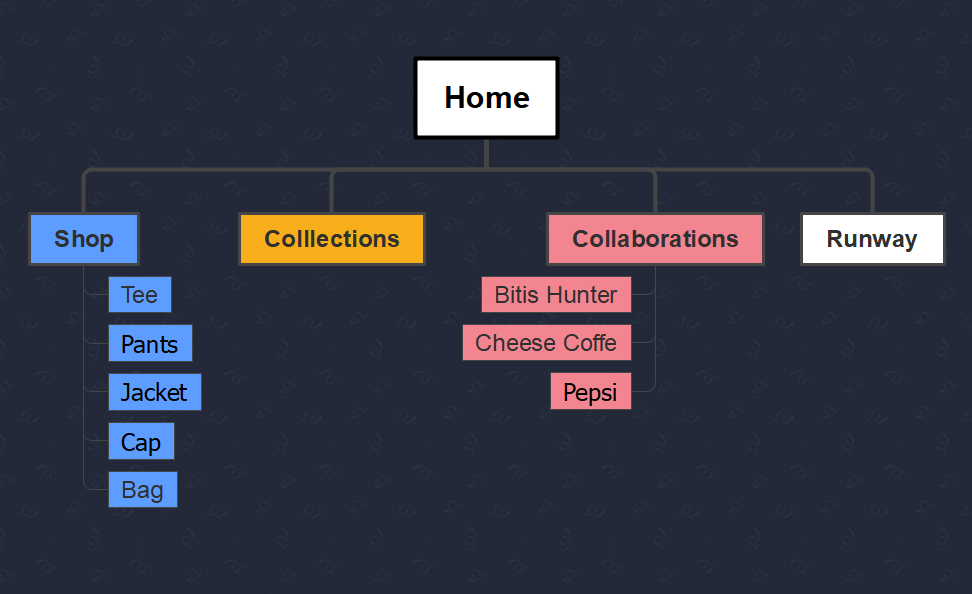 Home
Shop
Colllections
Collaborations
Runway
Tee
Pants
Jacket
Cap
Bag
Bitis Hunter
Cheese Coffe
Pepsi